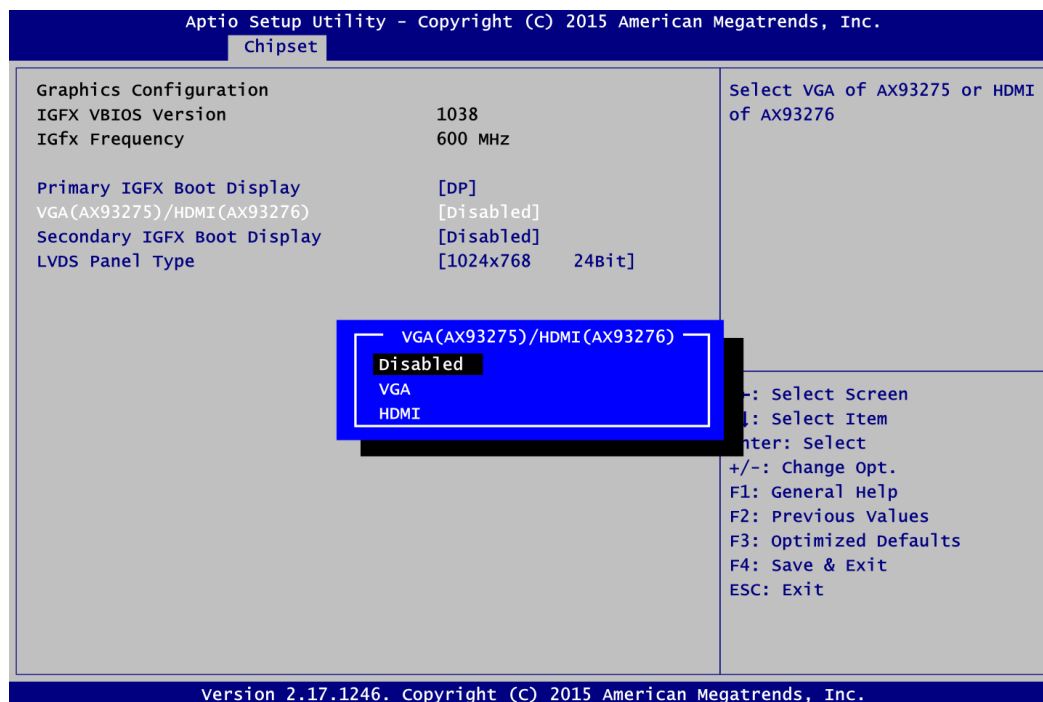 Aptio Setup Utility – Copyright (C) 2015 American Megatrends, Inc.
Chipset
Graphics Configuration
IGFX VBIOS Version 1038
IGfx Frequency 600 MHz
Primary IGFX Boot Display [DP]
VGA(AX93275)/HDMI(AX93276) [Disabled]
Secondary IGFX Boot Display [Disabled]
LVDS Panel Type [1024x768 24Bit]
Select VGA of AX93275 or HDMI
of AX93276
VGA(AX93275)/HDMI(AX93276)
Disabled
VGA
HDMI
: Select Screen
: Select Item
nter: Select
+/-: Change Opt.
F1: General Help
F2: Previous Values
F3: Optimized Defaults
F4: Save & Exit
ESC: Exit
Version 2.17.1246. Copyright (C) 2015 American Megatrends, Inc.